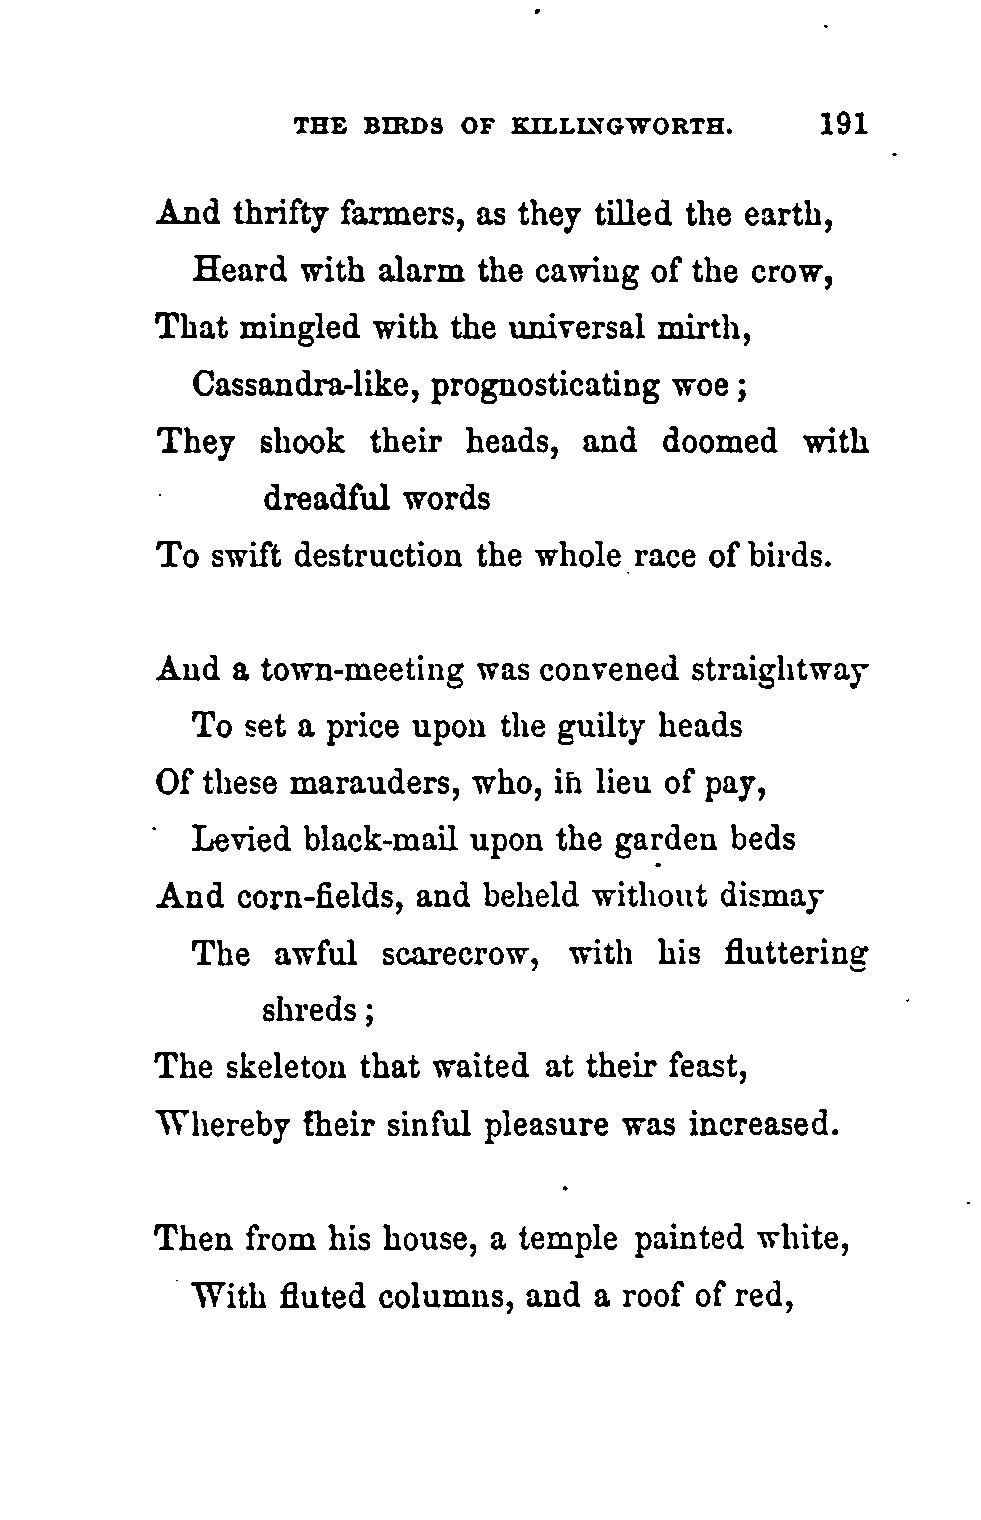 THE BIRDS OF KILLINGWORTH. 191
And thrifty farmers, as they tilled the earth,
Heard with alarm the cawing of the crow,
That mingled with the universal mirth,
Cassandra-like, prognosticating woe;
They shook their heads, and doomed with
dreadful words
To swift destruction the whole race of birds.
And a town-meeting was convened straightway
To set a price upon the guilty heads
Of these marauders, who, in lieu of pay,
Levied black-mail upon the garden beds
And corn-fields, and beheld without dismay
The awful scarecrow, with his fluttering
shreds;
The skeleton that waited at their feast,
Whereby their sinful pleasure was increased.
Then from his house, a temple painted white,
With fluted columns, and a roof of red,